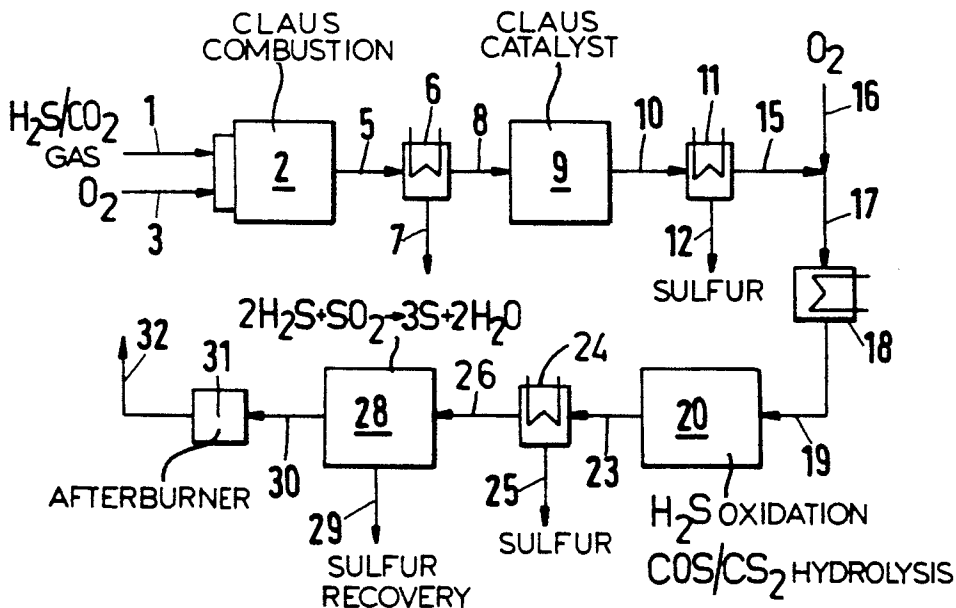 CLAUS
COMBUSTION
CLAUS
CATALYST
O2
H2S/CO2
GAS
O2
1
3
2
5
6
7
8
9
10
11
12
SULFUR
15
16
17
18
2H2S+SO2→3S+2H2O
32
31
AFTERBURNER
30
28
29
SULFUR
RECOVERY
26
24
25
SULFUR
23
20
19
H2S OXIDATION
COS/CS2 HYDROLYSIS